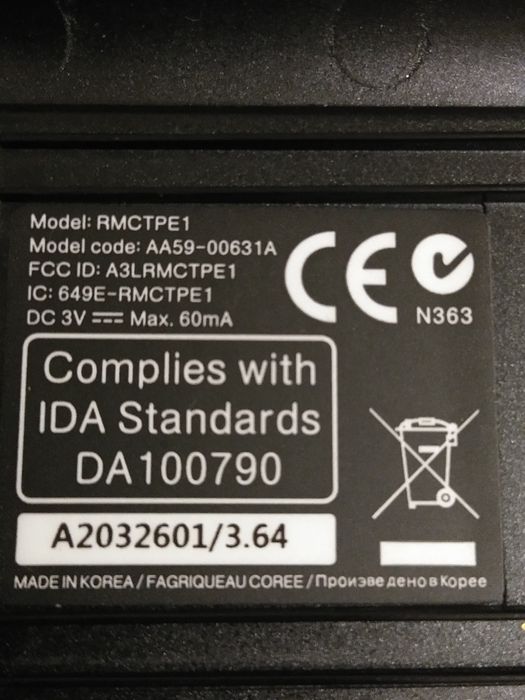 Model: RMCTPE1
Model code: AA59-00631A
FCC ID: A3LRMCTPE1
IC: 649E-RMCTPE1
DC 3V ⎓ Max. 60mA
CE
N363
Complies with
IDA Standards
DA100790
A2032601/3.64
MADE IN KOREA / FAGRIQUEAU COREE / Произведено в Корее